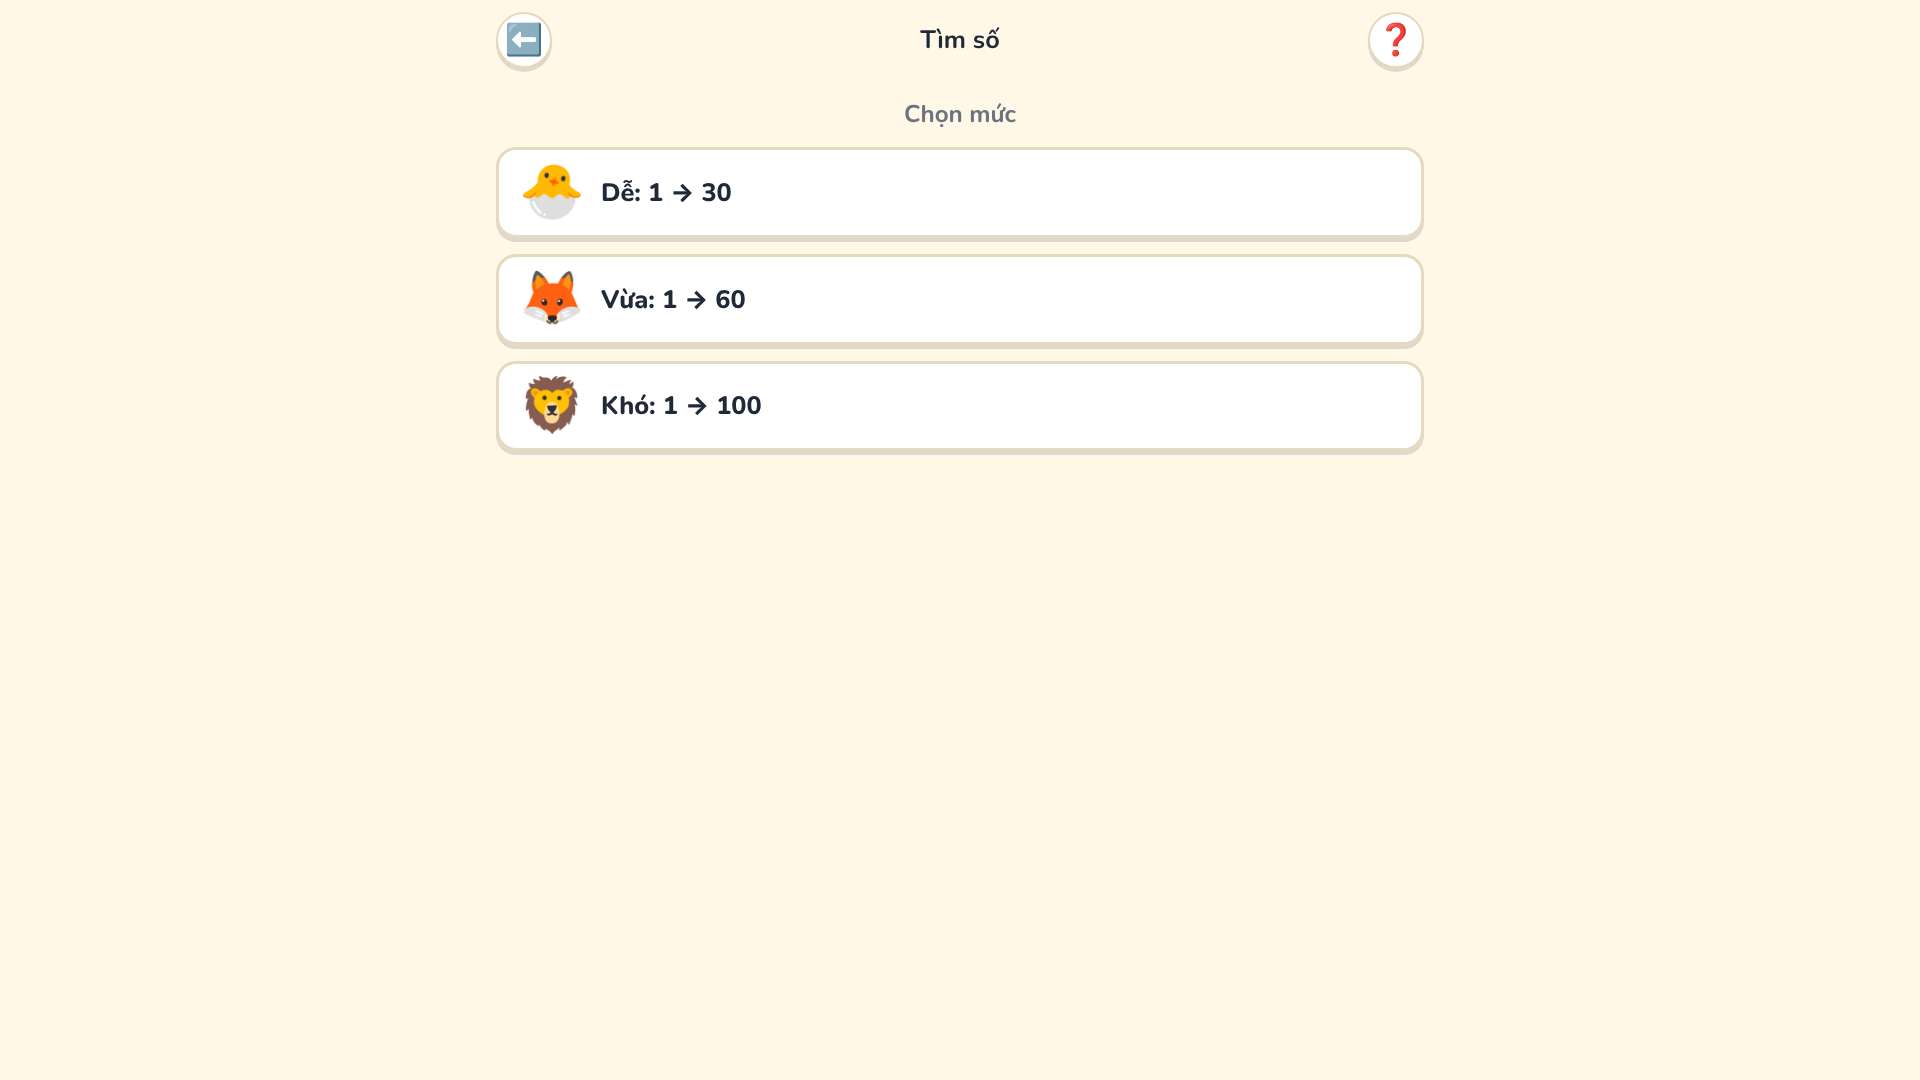 Tìm số
Chọn mức
Dễ: 1 → 30
Vừa: 1 → 60
Khó: 1 → 100